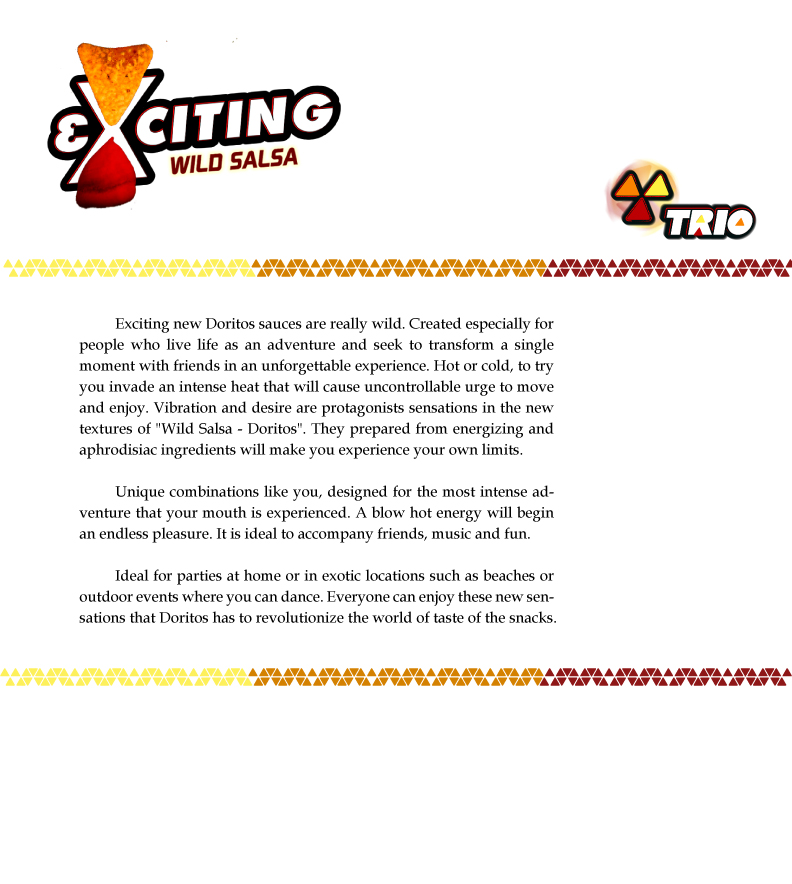 EXCITING
WILD SALSA
TRIO
Exciting new Doritos sauces are really wild. Created especially for
people who live life as an adventure and seek to transform a single
moment with friends in an unforgettable experience. Hot or cold, to try
you invade an intense heat that will cause uncontrollable urge to move
and enjoy. Vibration and desire are protagonists sensations in the new
textures of "Wild Salsa - Doritos". They prepared from energizing and
aphrodisiac ingredients will make you experience your own limits.
Unique combinations like you, designed for the most intense ad-
venture that your mouth is experienced. A blow hot energy will begin
an endless pleasure. It is ideal to accompany friends, music and fun.
Ideal for parties at home or in exotic locations such as beaches or
outdoor events where you can dance. Everyone can enjoy these new sen-
sations that Doritos has to revolutionize the world of taste of the snacks.